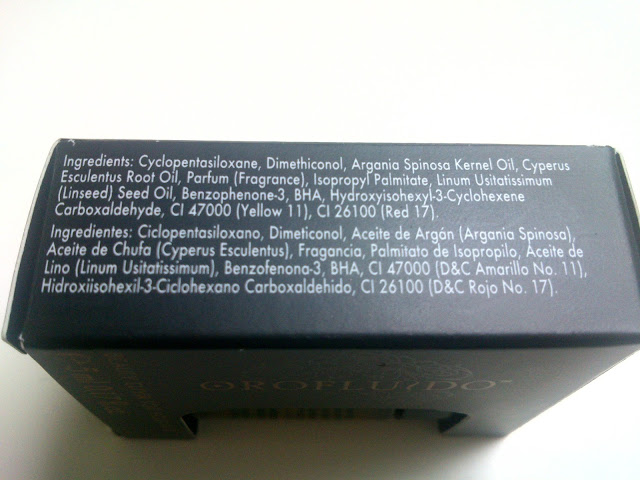 Ingredients: Cyclopentasiloxane, Dimethiconol, Argania Spinosa Kernel Oil, Cyperus
Esculentus Root Oil, Parfum (Fragrance), Isopropyl Palmitate, Linum Usitatissimum
(Linseed) Seed Oil, Benzophenone-3, BHA, Hydroxyisohexyl-3-Cyclohexene
Carboxaldehyde, CI 47000 (Yellow 11), CI 26100 (Red 17).
Ingredientes: Ciclopentasiloxano, Dimeticonol, Aceite de Argán (Argania Spinosa),
Aceite de Chufa (Cyperus Esculentus), Fragancia, Palmitato de Isopropilo, Aceite de
Lino (Linum Usitatissimum), Benzofenona-3, BHA, CI 47000 (D&C Amarillo No. 11),
Hidroxiisohexil-3-Ciclohexano Carboxaldehido, CI 26100 (D&C Rojo No. 17).
OROFLUIDO™